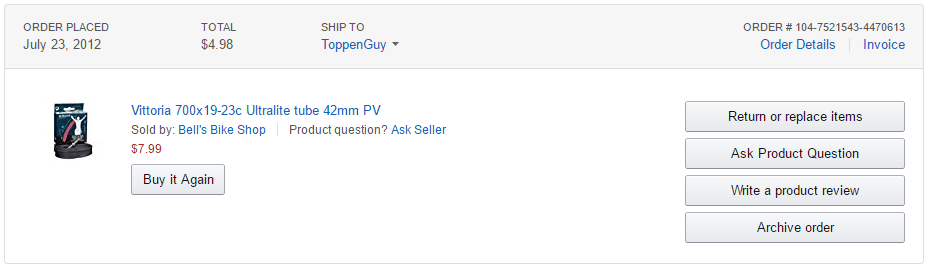 ORDER PLACED TOTAL SHIP TO ORDER # 104-7521543-4470613
July 23, 2012 $4.98 ToppenGuy Order Details Invoice
Vittoria 700x19-23c Ultralite tube 42mm PV
Sold by: Bell's Bike Shop Product question? Ask Seller
$7.99
Buy it Again
Return or replace items
Ask Product Question
Write a product review
Archive order